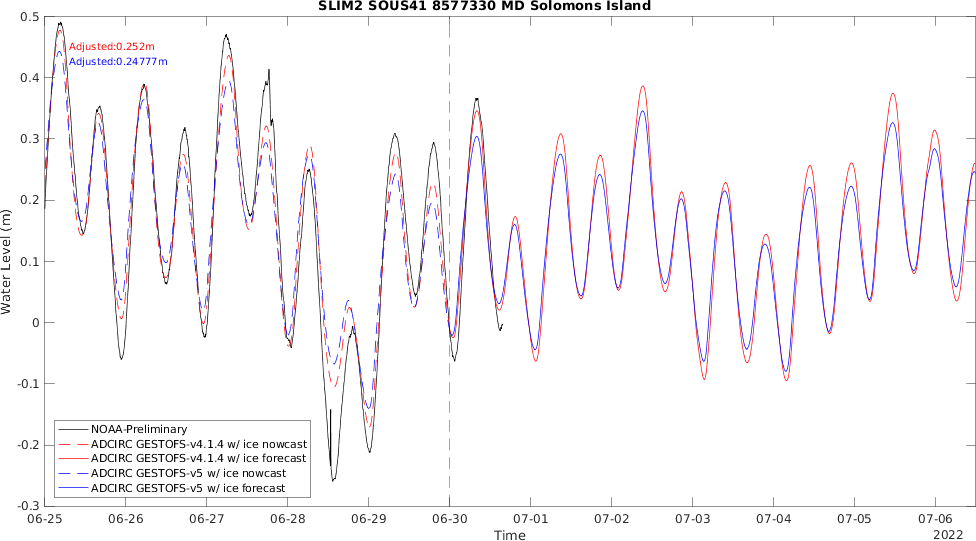 SLIM2 SOUS41 8577330 MD Solomons Island
0.5
0.4
0.3
0.2
0.1
0
-0.1
-0.2
-0.3
Water Level (m)
Adjusted:0.252m
Adjusted:0.24777m
NOAA-Preliminary
ADCIRC GESTOFS-v4.1.4 w/ ice nowcast
ADCIRC GESTOFS-v4.1.4 w/ ice forecast
ADCIRC GESTOFS-v5 w/ ice nowcast
ADCIRC GESTOFS-v5 w/ ice forecast
06-25 06-26 06-27 06-28 06-29 06-30 07-01 07-02 07-03 07-04 07-05 07-06
Time
2022